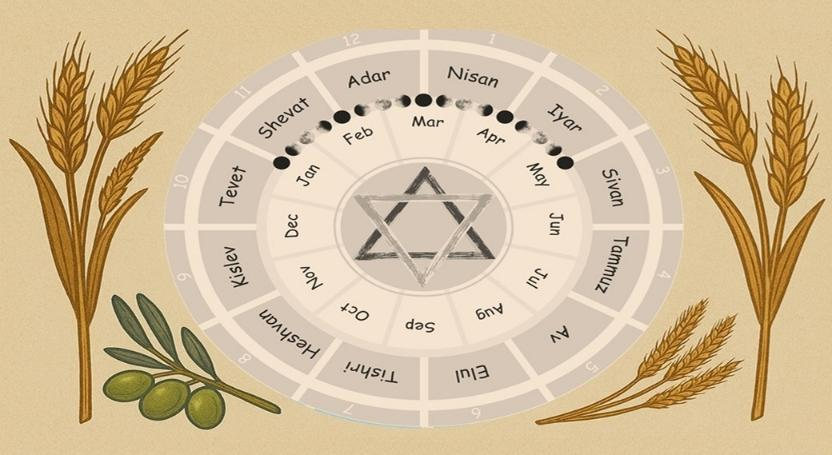 1
2
3
4
5
6
7
8
9
10
11
12
Nisan
Iyar
Sivan
Tammuz
Av
Elul
Tishri
Heshvan
Kislev
Tevet
Shevat
Adar
Jan
Feb
Mar
Apr
May
Jun
Jul
Aug
Sep
Oct
Nov
Dec